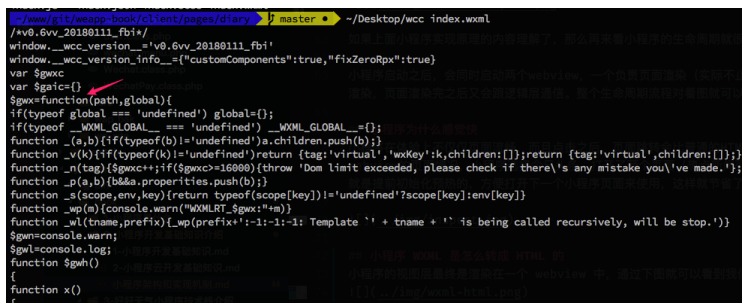 ~/www/git/weapp-book/client/pages/diary master ● ~/Desktop/wcc index.wxml
/*v0.6vv_20180111_fbi*/
window.__wcc_version__='v0.6vv_20180111_fbi'
window.__wcc_version_info__={"customComponents":true,"fixZeroRpx":true}
var $gwxc
var $gaic={}
$gwx=function(path,global){
if(typeof global === 'undefined') global={};
if(typeof __WXML_GLOBAL__ === 'undefined') __WXML_GLOBAL__={};
function _(a,b){if(typeof(b)!='undefined')a.children.push(b);}
function _v(k){if(typeof(k)!='undefined')return {tag:'virtual','wxKey':k,children:[]};return {tag:'virtual',children:[]};}
function _n(tag){$gwxc++;if($gwxc>=16000){throw 'Dom limit exceeded, please check if there\'s any mistake you\'ve made.'};
function _p(a,b){b&&a.properities.push(b);}
function _s(scope,env,key){return typeof(scope[key])!='undefined'?scope[key]:env[key]}
function _wp(m){console.warn("WXMLRT_$gwx:"+m)}
function _wl(tname,prefix){_wp(prefix+':-1:-1:-1: Template `' + tname + '` is being called recursively, will be stop.')}
$gwn=console.warn;
$gwl=console.log;
function $gwh()
{
function x()
{